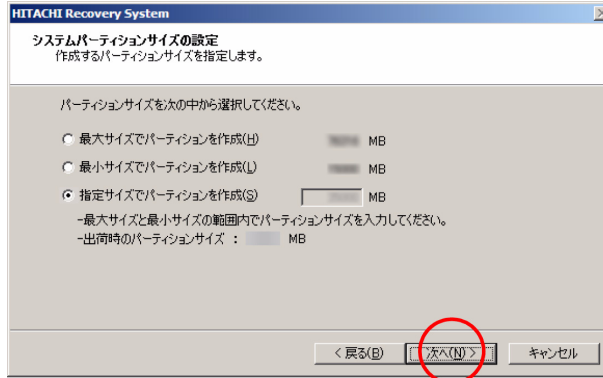 HITACHI Recovery System
システムパーティションサイズの設定
作成するパーティションサイズを指定します。
パーティションサイズを次の中から選択してください。
最大サイズでパーティションを作成(H) MB
最小サイズでパーティションを作成(L) MB
指定サイズでパーティションを作成(S) MB
-最大サイズと最小サイズの範囲内でパーティションサイズを入力してください。
-出荷時のパーティションサイズ : MB
< 戻る(B) 次へ(N) > キャンセル